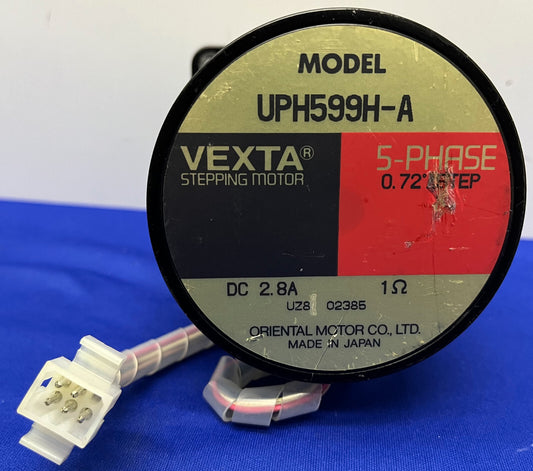 MODEL
UPH599H-A
VEXTA® 5-PHASE
STEPPING MOTOR 0.72°/STEP
DC 2.8A 1Ω
02385
ORIENTAL MOTOR CO., LTD.
MADE IN JAPAN